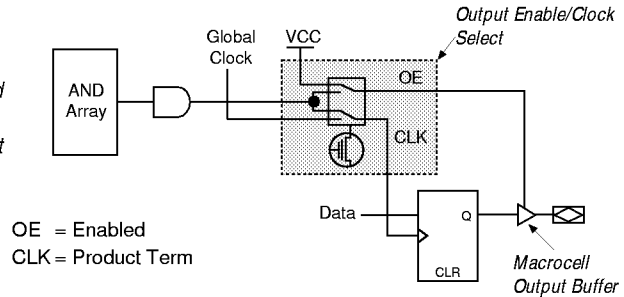 Output Enable/Clock
Select
Global
Clock
VCC
d
t
AND
Array
OE
CLK
Data
Q
CLR
OE = Enabled
CLK = Product Term
Macrocell
Output Buffer